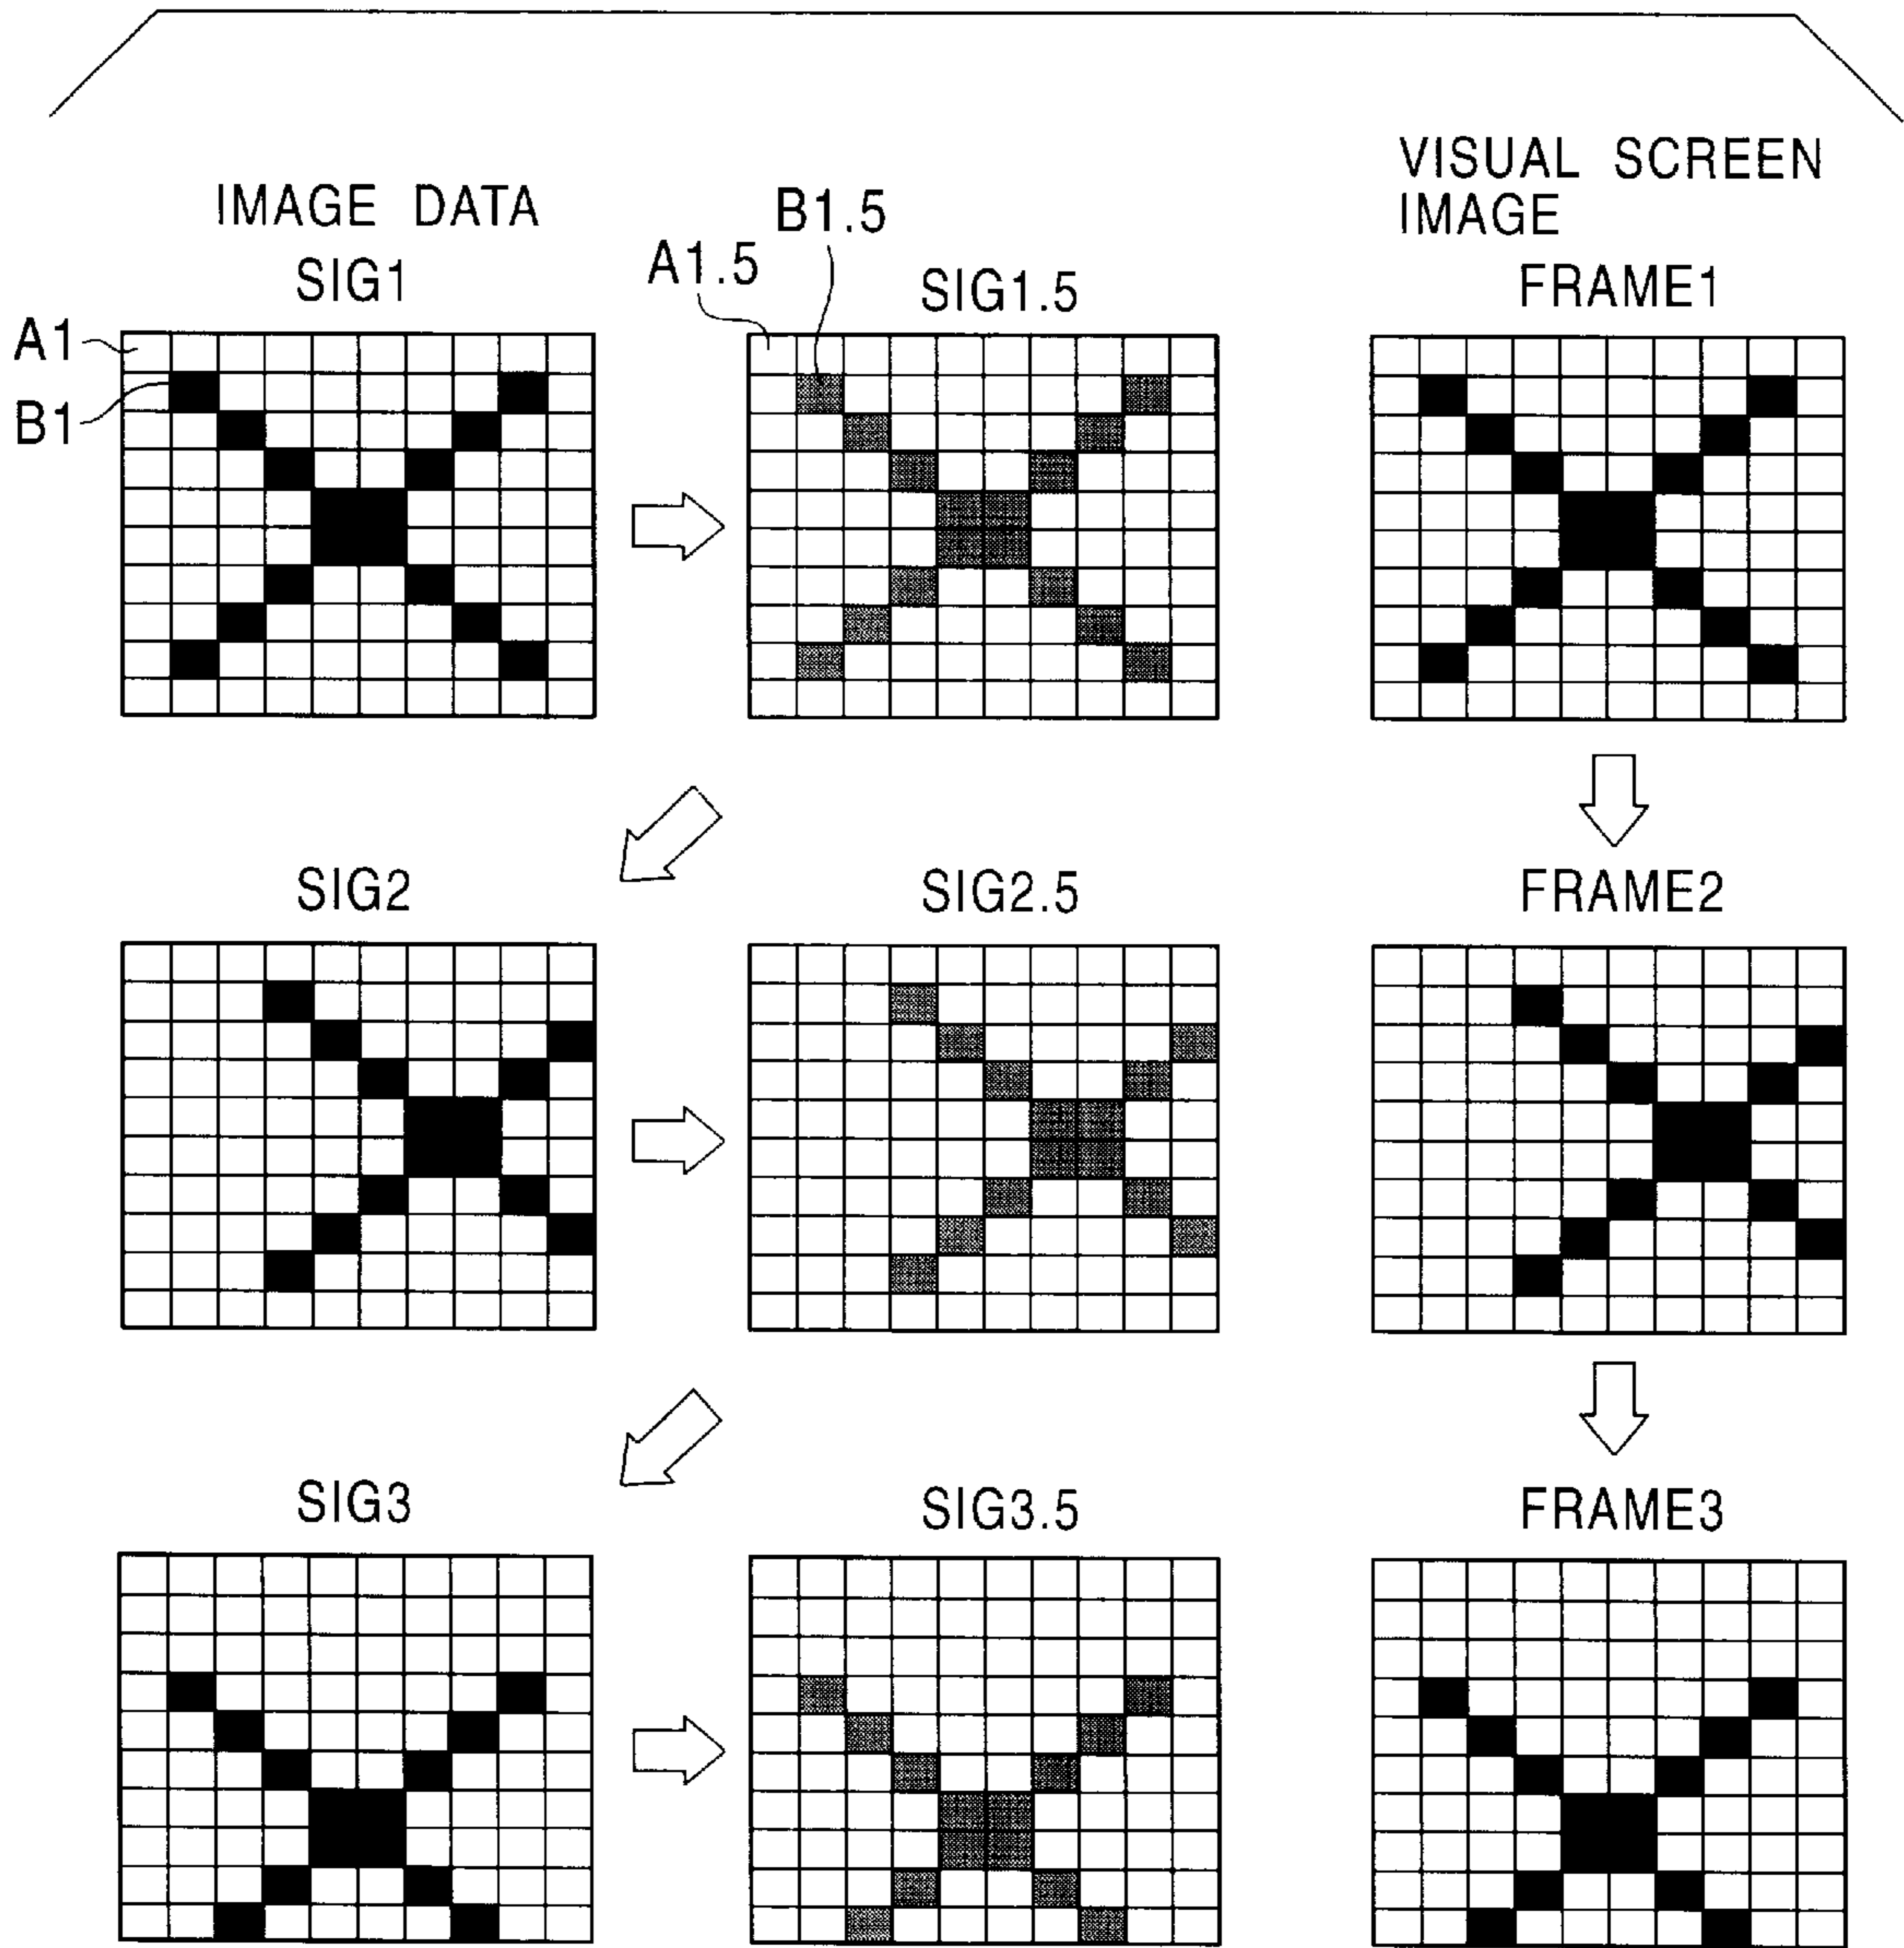 IMAGE DATA
SIG1
A1
B1
A1.5
B1.5
SIG1.5
VISUAL SCREEN
IMAGE
FRAME1
SIG2
SIG2.5
FRAME2
SIG3
SIG3.5
FRAME3